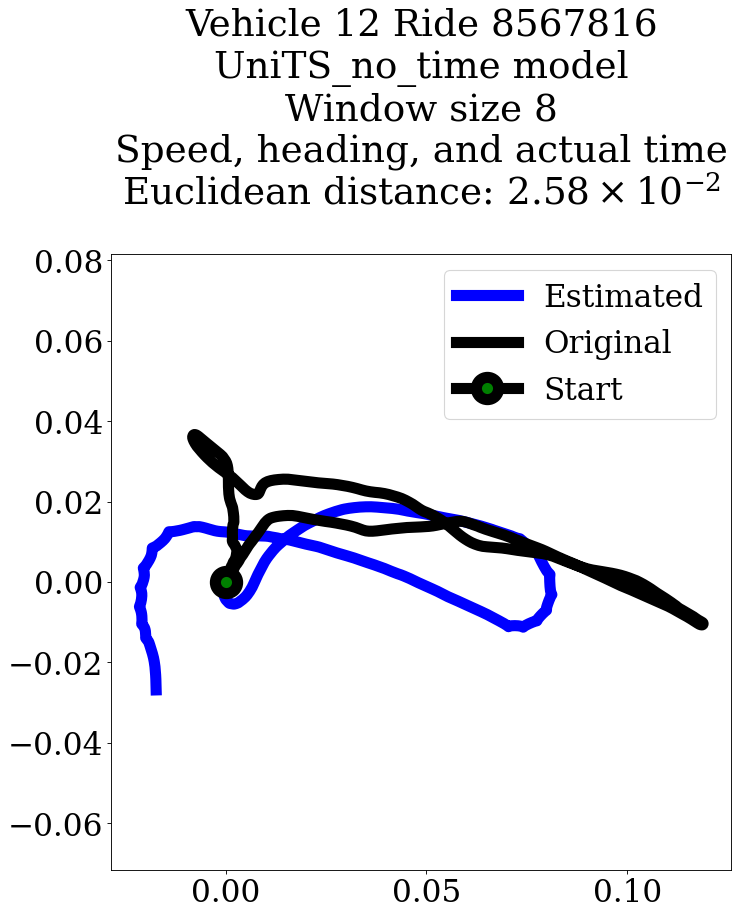 Vehicle 12 Ride 8567816
UniTS_no_time model
Window size 8
Speed, heading, and actual time
Euclidean distance: 2.58 × 10⁻²
Estimated
Original
Start
0.08
0.06
0.04
0.02
0.00
−0.02
−0.04
−0.06
0.00 0.05 0.10